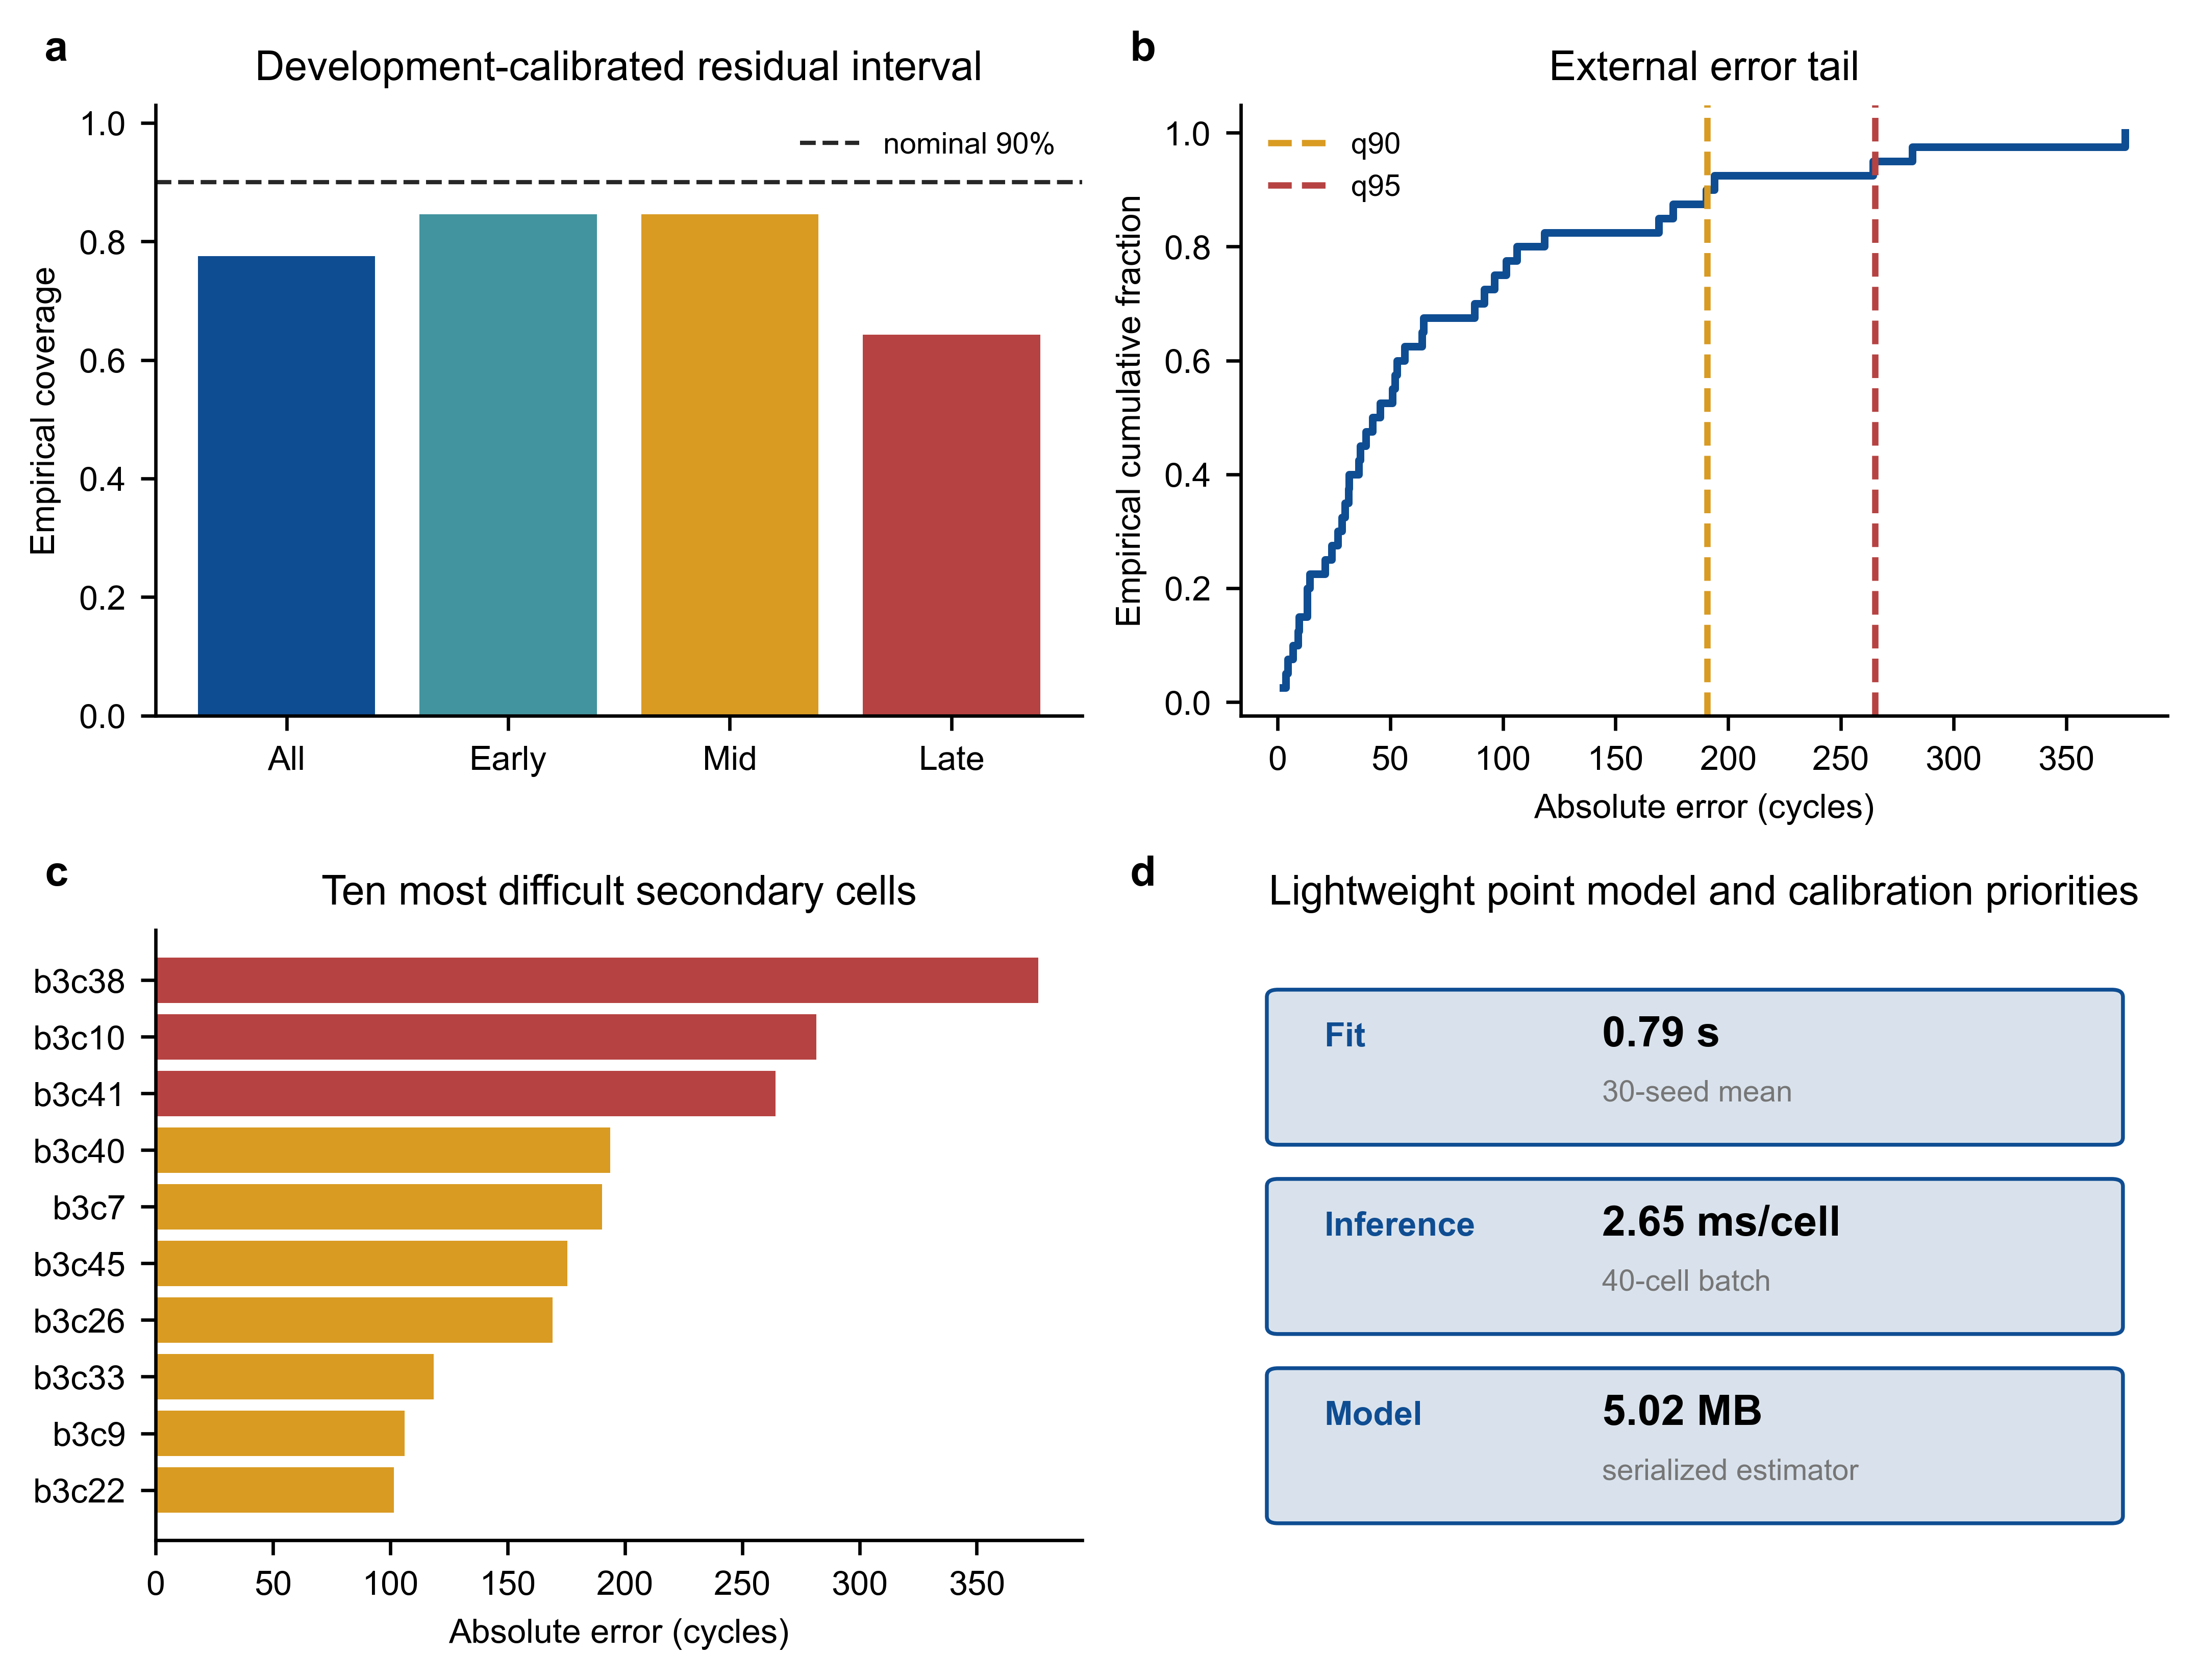 a
Development-calibrated residual interval
nominal 90%
1.0
0.8
0.6
0.4
0.2
0.0
Empirical coverage
All
Early
Mid
Late
b
External error tail
q90
q95
1.0
0.8
0.6
0.4
0.2
0.0
Empirical cumulative fraction
0
50
100
150
200
250
300
350
Absolute error (cycles)
c
Ten most difficult secondary cells
b3c38
b3c10
b3c41
b3c40
b3c7
b3c45
b3c26
b3c33
b3c9
b3c22
0
50
100
150
200
250
300
350
Absolute error (cycles)
d
Lightweight point model and calibration priorities
Fit
0.79 s
30-seed mean
Inference
2.65 ms/cell
40-cell batch
Model
5.02 MB
serialized estimator